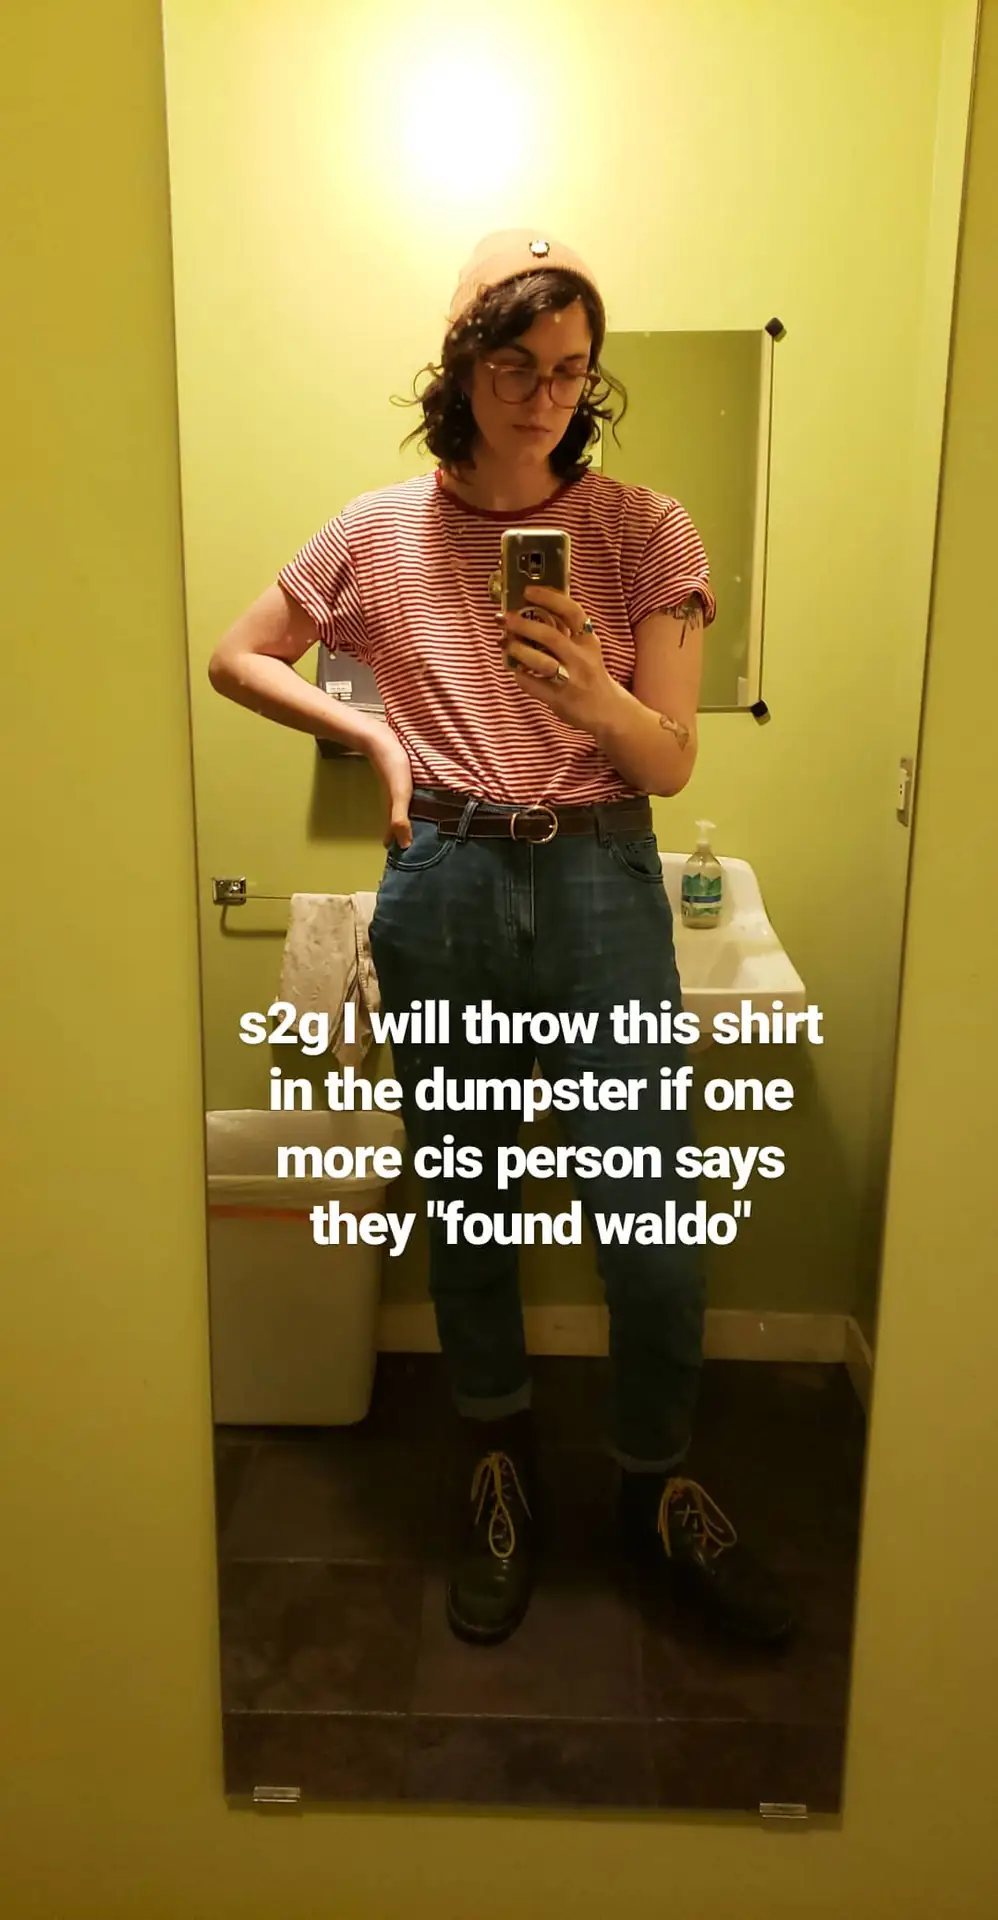 s2g I will throw this shirt
in the dumpster if one
more cis person says
they "found waldo"